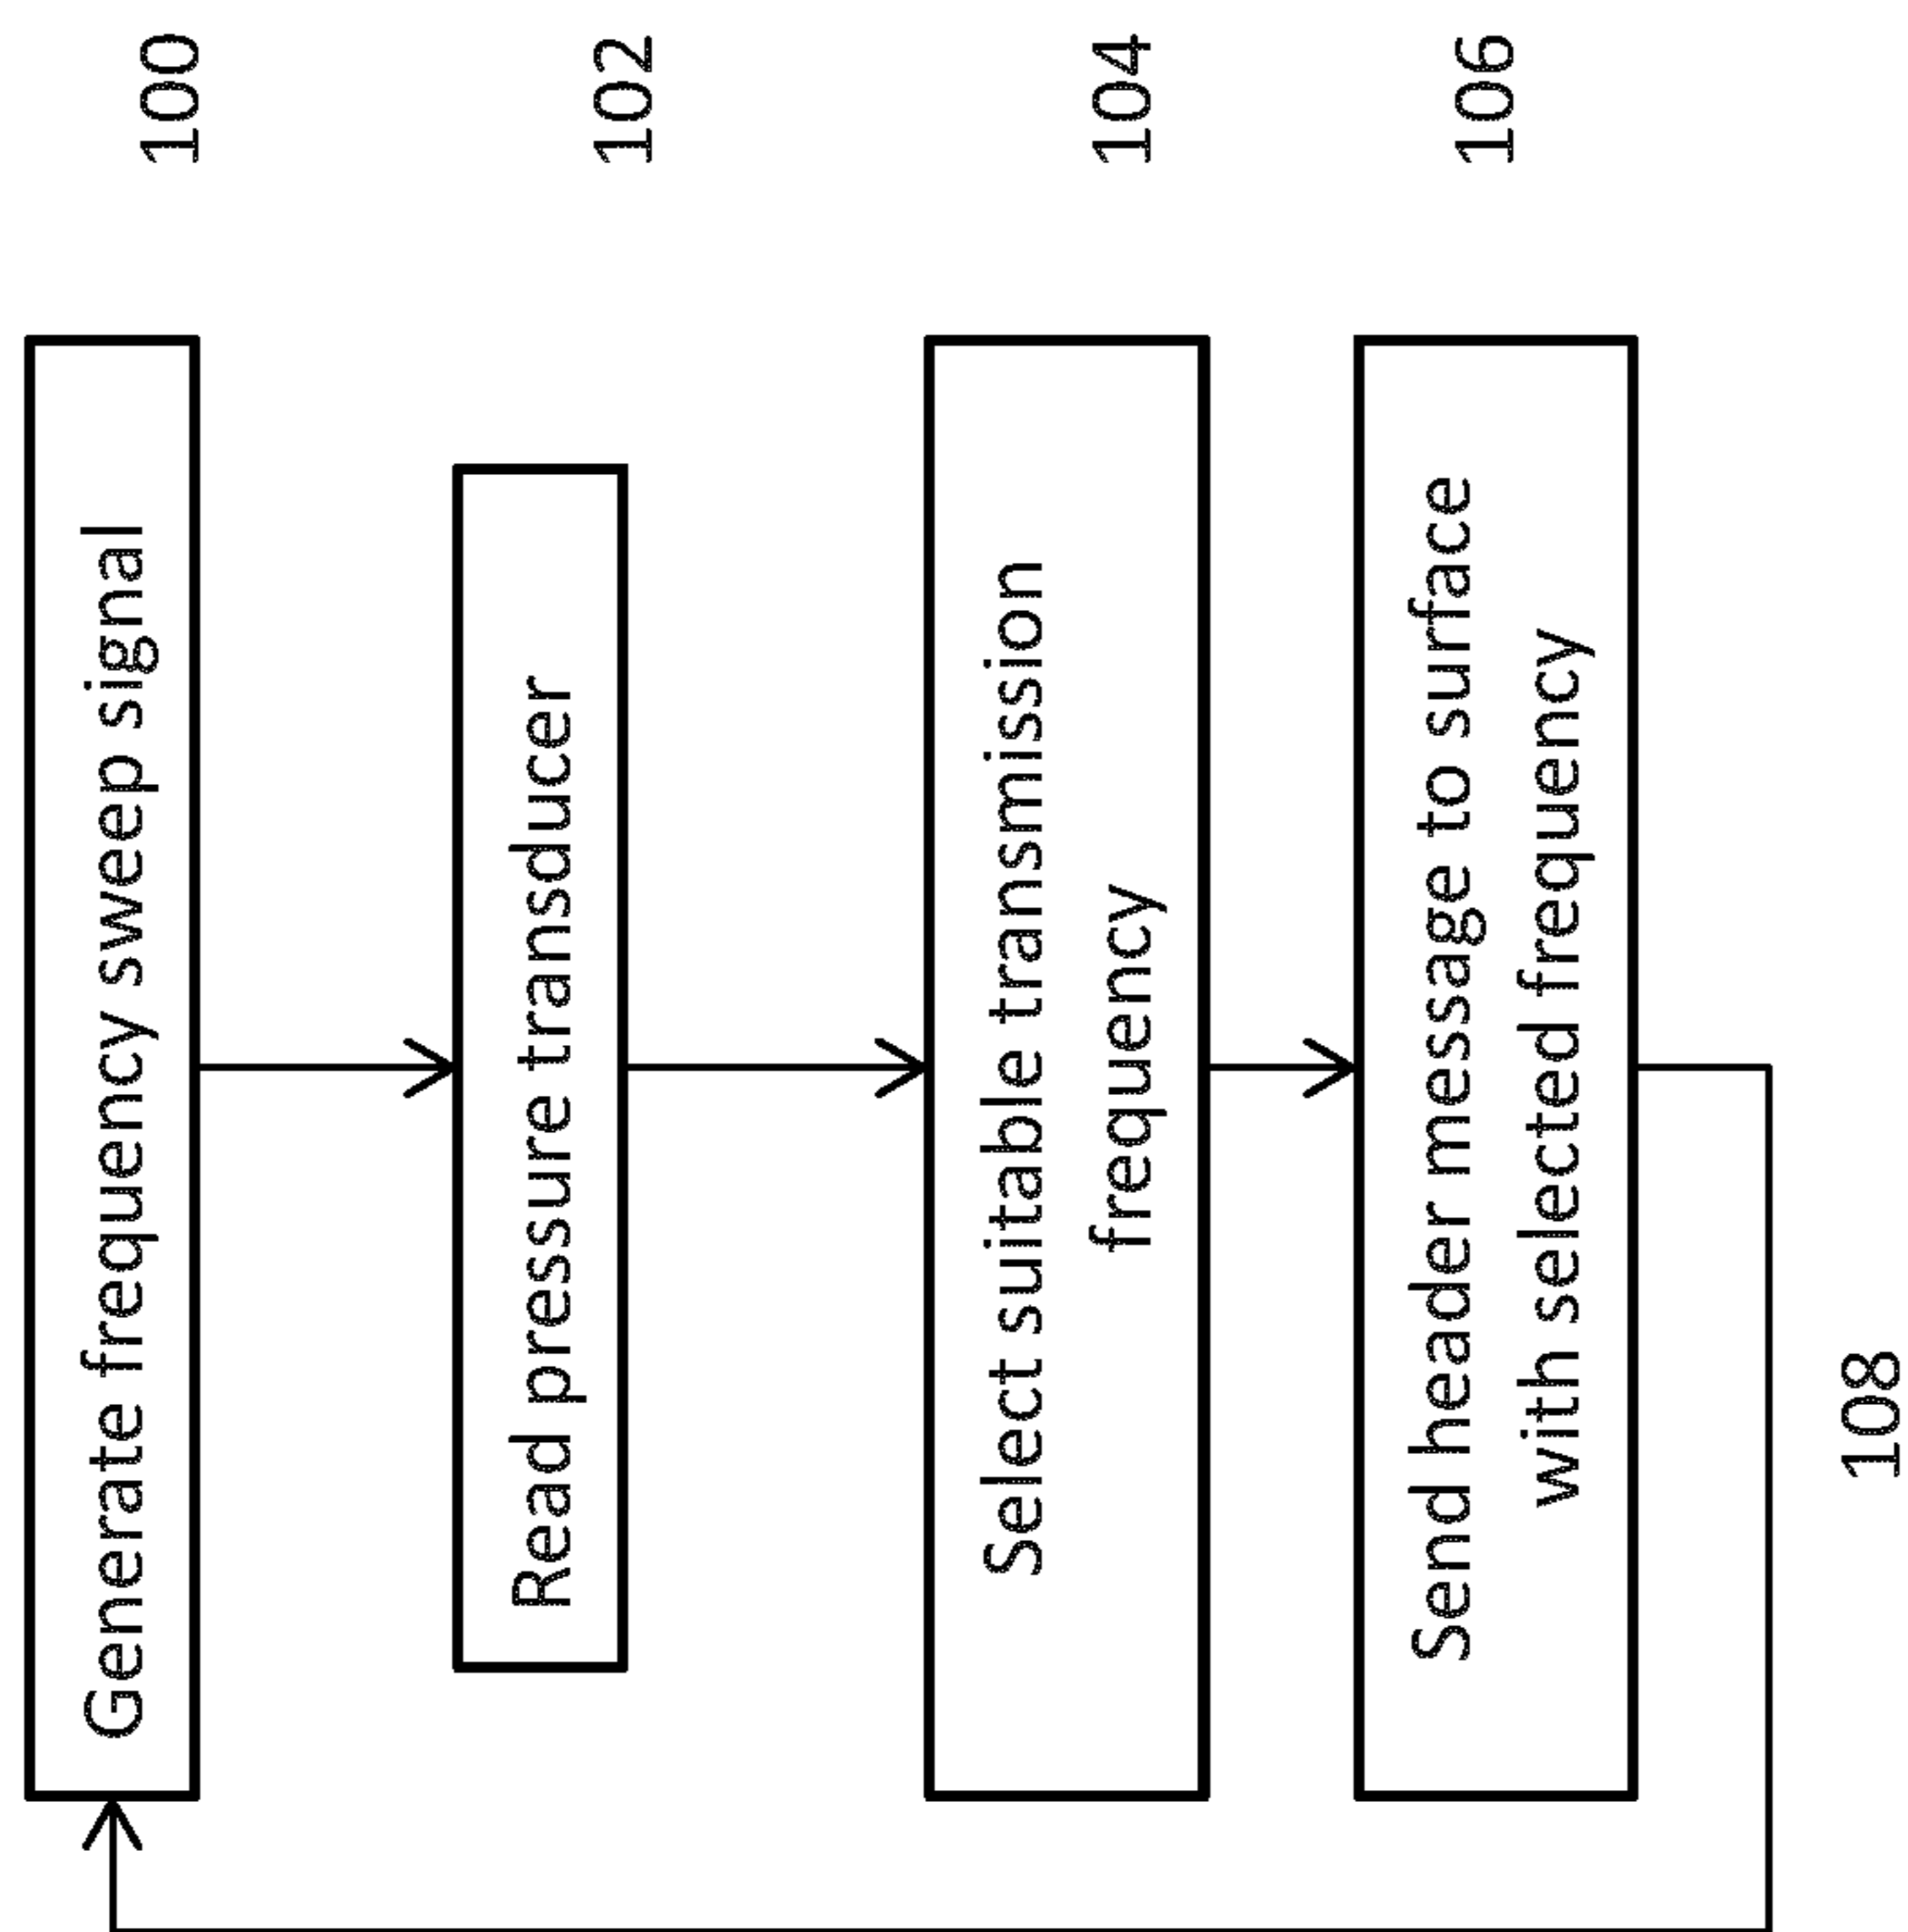 Generate frequency sweep signal
100
Read pressure transducer
102
Select suitable transmission
frequency
104
Send header message to surface
with selected frequency
106
108